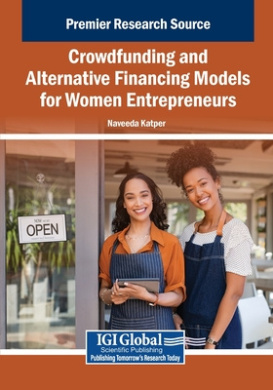 Premier Research Source
Crowdfunding and
Alternative Financing Models
for Women Entrepreneurs
Naveeda Katper
OPEN
IGI Global
Scientific Publishing
Publishing Tomorrow's Research Today